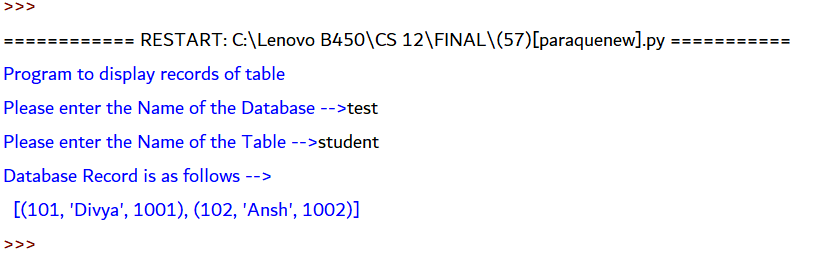 >>>
============ RESTART: C:\Lenovo B450\CS 12\FINAL\(57)[paraquenew].py ===========
Program to display records of table
Please enter the Name of the Database -->test
Please enter the Name of the Table -->student
Database Record is as follows -->
[(101, 'Divya', 1001), (102, 'Ansh', 1002)]
>>>